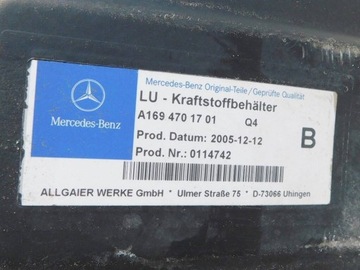 Mercedes-Benz Original-Teile/Geprüfte Qualität
Mercedes-Benz
LU - Kraftstoffbehälter
A169 470 17 01 Q4
Prod. Datum: 2005-12-12
Prod. Nr.: 0114742
B
ALLGAIER WERKE GmbH * Ulmer Straße 75 * D-73066 Uhingen